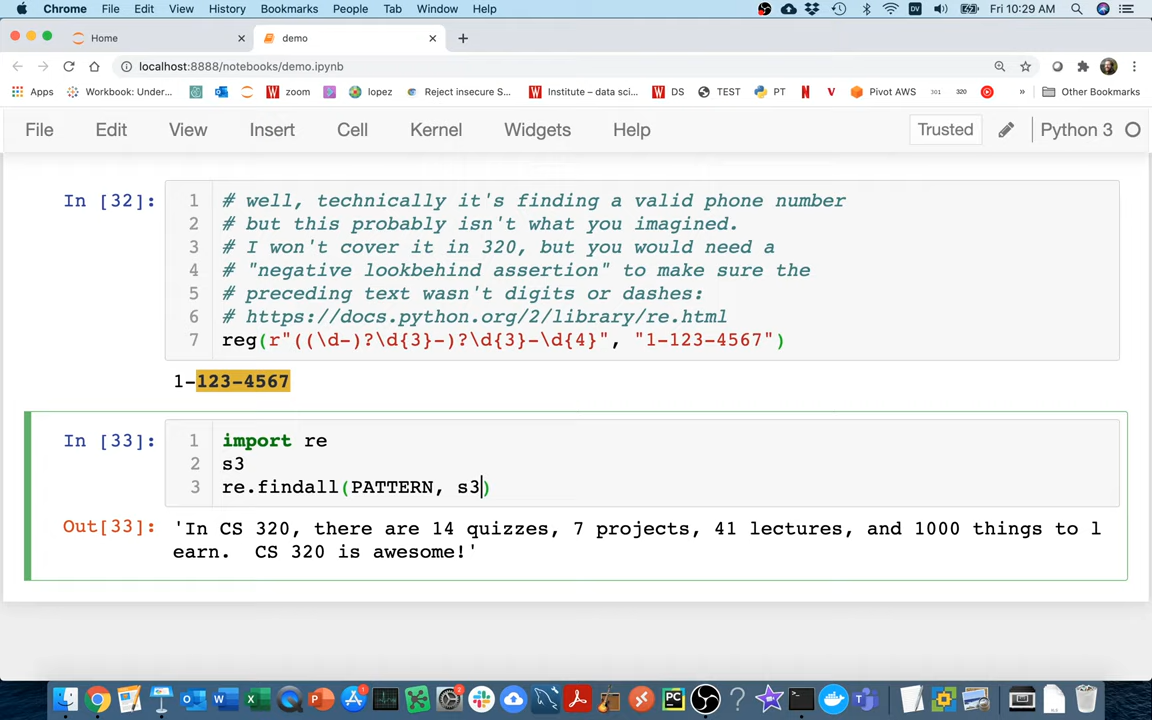 Chrome File Edit View History Bookmarks People Tab Window Help
DV
Fri 10:29 AM
Home
demo
localhost:8888/notebooks/demo.ipynb
Apps
Workbook: Under...
zoom
lopez
Reject insecure S...
Institute – data sci...
DS
TEST
PT
Pivot AWS
301
320
»
Other Bookmarks
File Edit View Insert Cell Kernel Widgets Help
Trusted
Python 3
In [32]:
1 # well, technically it's finding a valid phone number
2 # but this probably isn't what you imagined.
3 # I won't cover it in 320, but you would need a
4 # "negative lookbehind assertion" to make sure the
5 # preceding text wasn't digits or dashes:
6 # https://docs.python.org/2/library/re.html
7 reg(r"((\d-)?\d{3}-)?\d{3}-\d{4}", "1-123-4567")
1-123-4567
In [33]:
1 import re
2 s3
3 re.findall(PATTERN, s3)
Out[33]:
'In CS 320, there are 14 quizzes, 7 projects, 41 lectures, and 1000 things to l
earn.  CS 320 is awesome!'